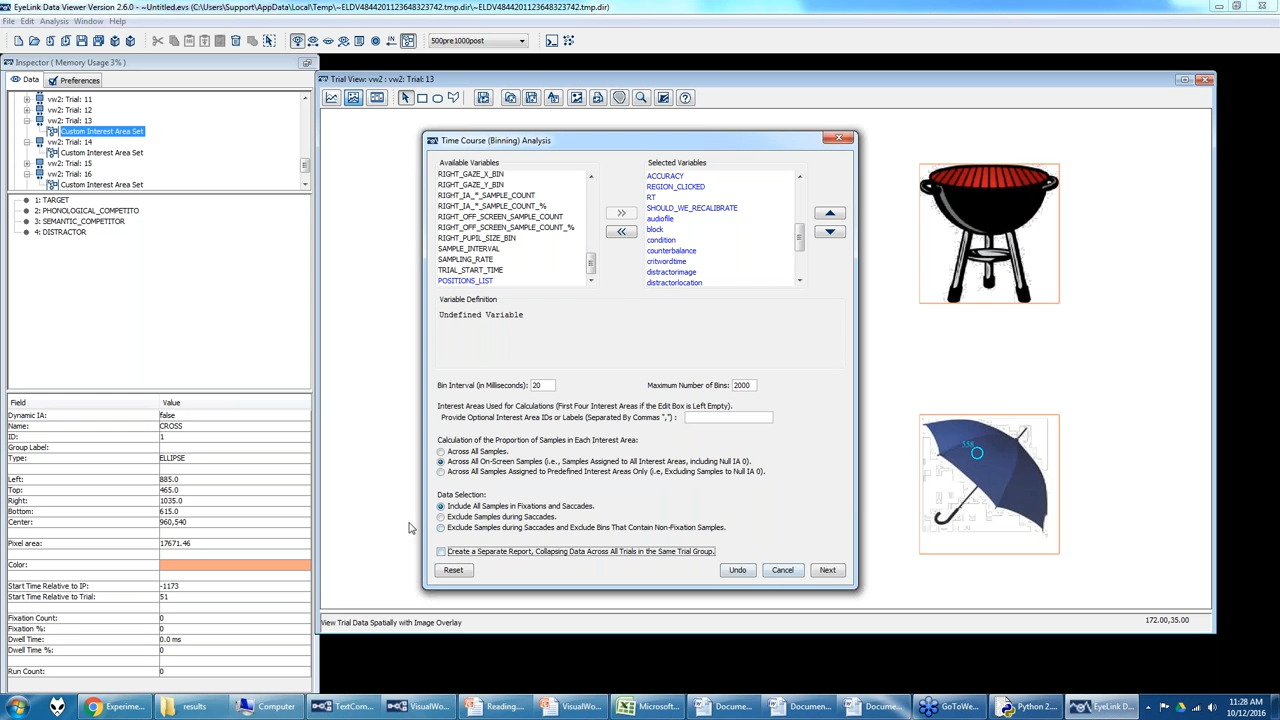 EyeLink Data Viewer Version 2.6.0 - ~Untitled.evs (C:\Users\Support\AppData\Local\Temp\~ELDV4844201123648323742.tmp.dir\~ELDV4844201123648323742.tmp.dir)
File Edit Analysis Window Help
500pre1000post
Inspector ( Memory Usage 3% )
Data Preferences
vw2: Trial: 11
vw2: Trial: 12
vw2: Trial: 13
Custom Interest Area Set
vw2: Trial: 14
Custom Interest Area Set
vw2: Trial: 15
vw2: Trial: 16
Custom Interest Area Set
1: TARGET
2: PHONOLOGICAL_COMPETITO
3: SEMANTIC_COMPETITOR
4: DISTRACTOR
Field Value
Dynamic IA: false
Name: CROSS
ID: 1
Group Label:
Type: ELLIPSE
Left: 885.0
Top: 465.0
Right: 1035.0
Bottom: 615.0
Center: 960,540
Pixel area: 17671.46
Color:
Start Time Relative to IP: -1173
Start Time Relative to Trial: 51
Fixation Count: 0
Fixation %: 0
Dwell Time: 0.0 ms
Dwell Time %: 0
Run Count: 0
Trial View: vw2 : vw2: Trial: 13
Time Course (Binning) Analysis
Available Variables
RIGHT_GAZE_X_BIN
RIGHT_GAZE_Y_BIN
RIGHT_IA_*_SAMPLE_COUNT
RIGHT_IA_*_SAMPLE_COUNT_%
RIGHT_OFF_SCREEN_SAMPLE_COUNT
RIGHT_OFF_SCREEN_SAMPLE_COUNT_%
RIGHT_PUPIL_SIZE_BIN
SAMPLE_INTERVAL
SAMPLING_RATE
TRIAL_START_TIME
POSITIONS_LIST
Selected Variables
ACCURACY
REGION_CLICKED
RT
SHOULD_WE_RECALIBRATE
audiofile
block
condition
counterbalance
critwordtime
distractorimage
distractorlocation
Variable Definition
Undefined Variable
Bin Interval (in Milliseconds): 20 Maximum Number of Bins: 2000
Interest Areas Used for Calculations (First Four Interest Areas if the Edit Box is Left Empty).
Provide Optional Interest Area IDs or Labels (Separated By Commas ",") :
Calculation of the Proportion of Samples in Each Interest Area:
Across All Samples.
Across All On-Screen Samples (i.e., Samples Assigned to All Interest Areas, including Null IA 0).
Across All Samples Assigned to Predefined Interest Areas Only (i.e, Excluding Samples to Null IA 0).
Data Selection:
Include All Samples in Fixations and Saccades.
Exclude Samples during Saccades.
Exclude Samples during Saccades and Exclude Bins That Contain Non-Fixation Samples.
Create a Separate Report, Collapsing Data Across All Trials in the Same Trial Group.
Reset Undo Cancel Next
View Trial Data Spatially with Image Overlay 172.00,35.00
Experime... results Computer TextCom... VisualWo... Reading... VisualWo... Microsoft... Docume... Documen... Docume... GoToWe... Python 2... EyeLink D...
11:28 AM
10/12/2016